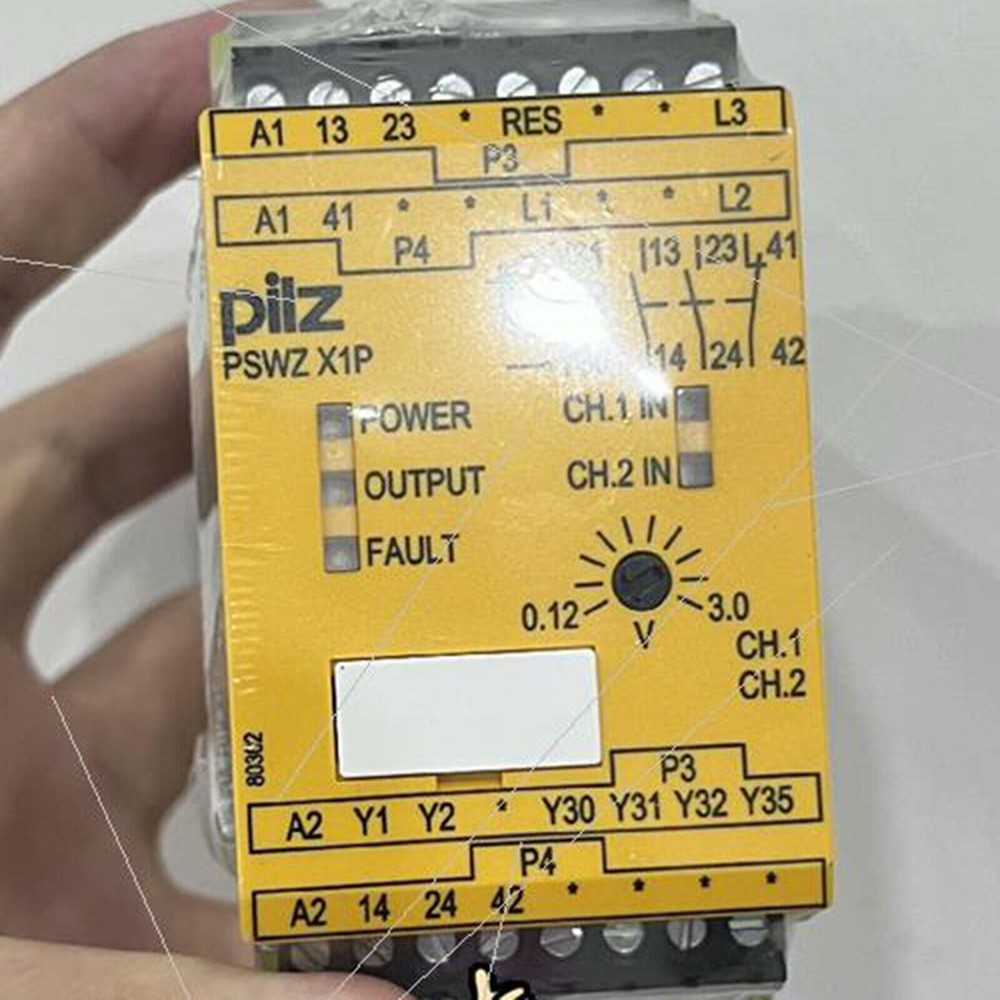 A1 13 23 * RES * * L3
P3
A1 41 * * L1 * * L2
P4
13 23 41
pilz
PSWZ X1P
14 24 42
POWER
CH.1 IN
OUTPUT
CH.2 IN
FAULT
0.12
3.0
V
CH.1
CH.2
P3
A2 Y1 Y2 * Y30 Y31 Y32 Y35
P4
A2 14 24 42 * * * *